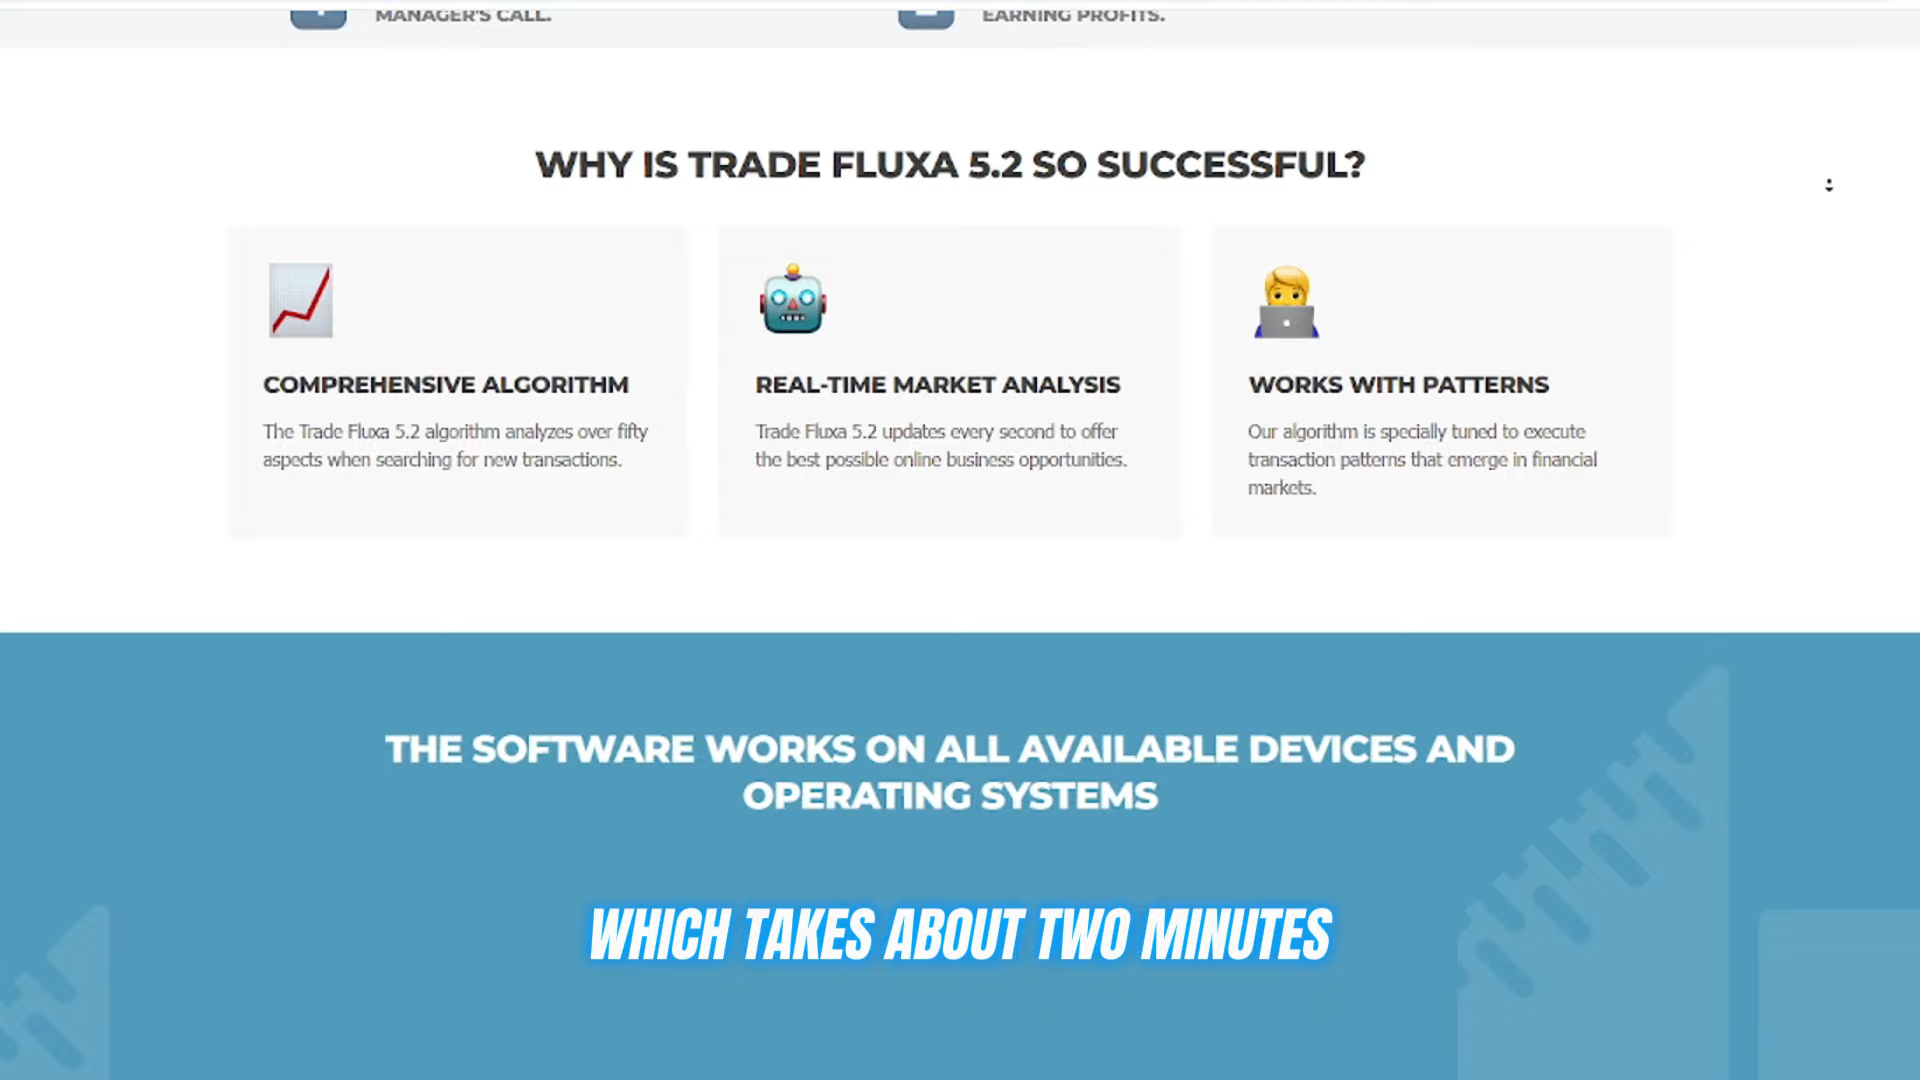 MANAGER'S CALL.
EARNING PROFITS.
WHY IS TRADE FLUXA 5.2 SO SUCCESSFUL?
COMPREHENSIVE ALGORITHM
The Trade Fluxa 5.2 algorithm analyzes over fifty
aspects when searching for new transactions.
REAL-TIME MARKET ANALYSIS
Trade Fluxa 5.2 updates every second to offer
the best possible online business opportunities.
WORKS WITH PATTERNS
Our algorithm is specially tuned to execute
transaction patterns that emerge in financial
markets.
THE SOFTWARE WORKS ON ALL AVAILABLE DEVICES AND
OPERATING SYSTEMS
WHICH TAKES ABOUT TWO MINUTES